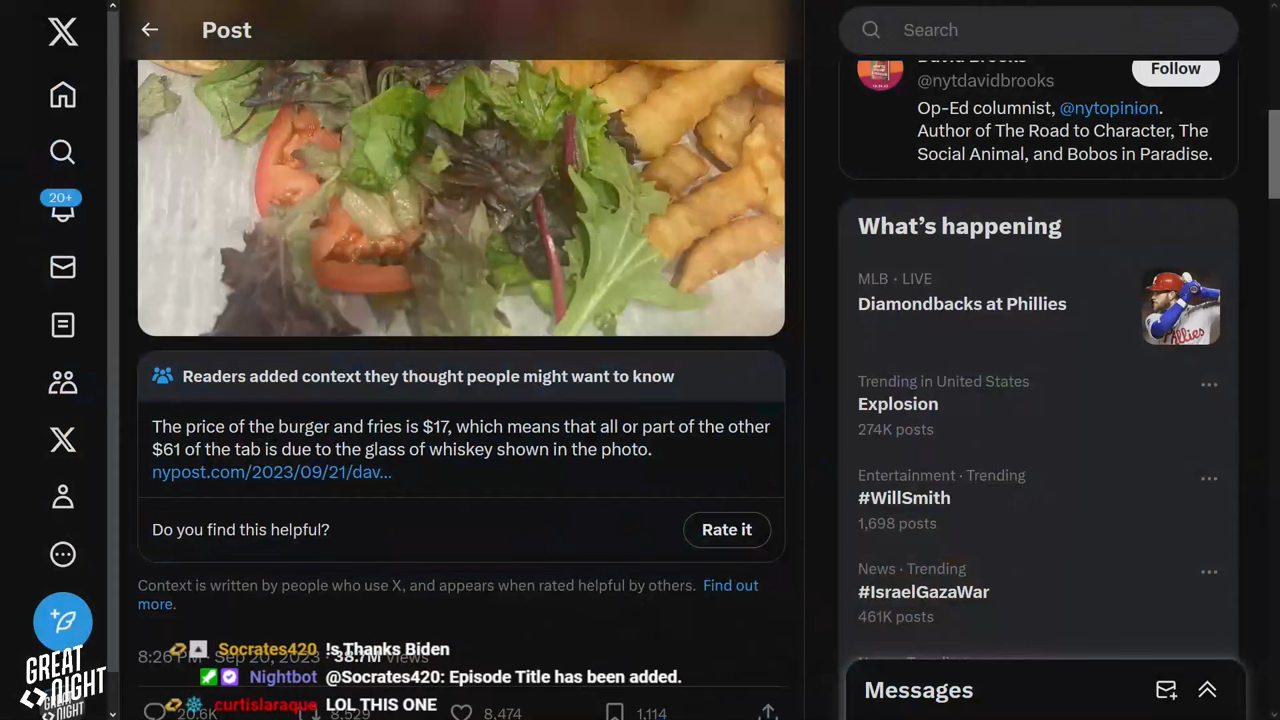 Post
Search
David Brooks
@nytdavidbrooks
Follow
Op-Ed columnist, @nytopinion.
Author of The Road to Character, The
Social Animal, and Bobos in Paradise.
20+
What's happening
MLB · LIVE
Diamondbacks at Phillies
Trending in United States
Explosion
274K posts
Entertainment · Trending
#WillSmith
1,698 posts
News · Trending
#IsraelGazaWar
461K posts
Readers added context they thought people might want to know
The price of the burger and fries is $17, which means that all or part of the other
$61 of the tab is due to the glass of whiskey shown in the photo.
nypost.com/2023/09/21/dav...
Do you find this helpful?
Rate it
Context is written by people who use X, and appears when rated helpful by others. Find out
more.
8:26 PM · Sep 20, 2023 · 38.7M Views
Socrates420 !s Thanks Biden
Nightbot @Socrates420: Episode Title has been added.
curtislaraque LOL THIS ONE
20.6K
8,529
8,474
1,114
Messages
GREAT
NIGHT